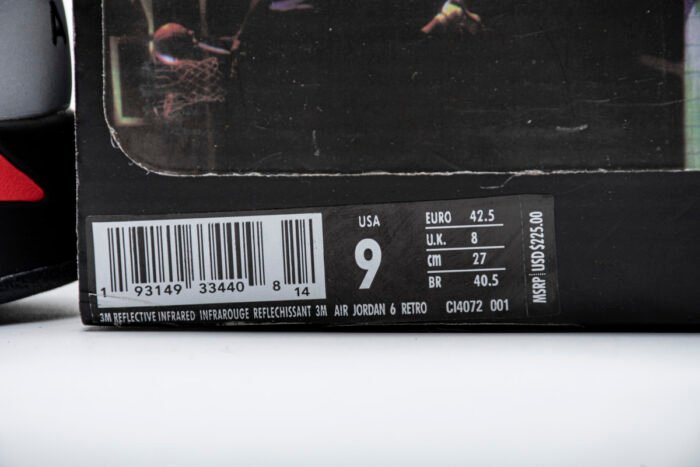 A
USA
9
EURO 42.5
U.K. 8
CM 27
BR 40.5
MSRP USD $225.00
1 93149 33440 8 14
3M REFLECTIVE INFRARED INFRAROUGE REFLECHISSANT 3M AIR JORDAN 6 RETRO CI4072 001